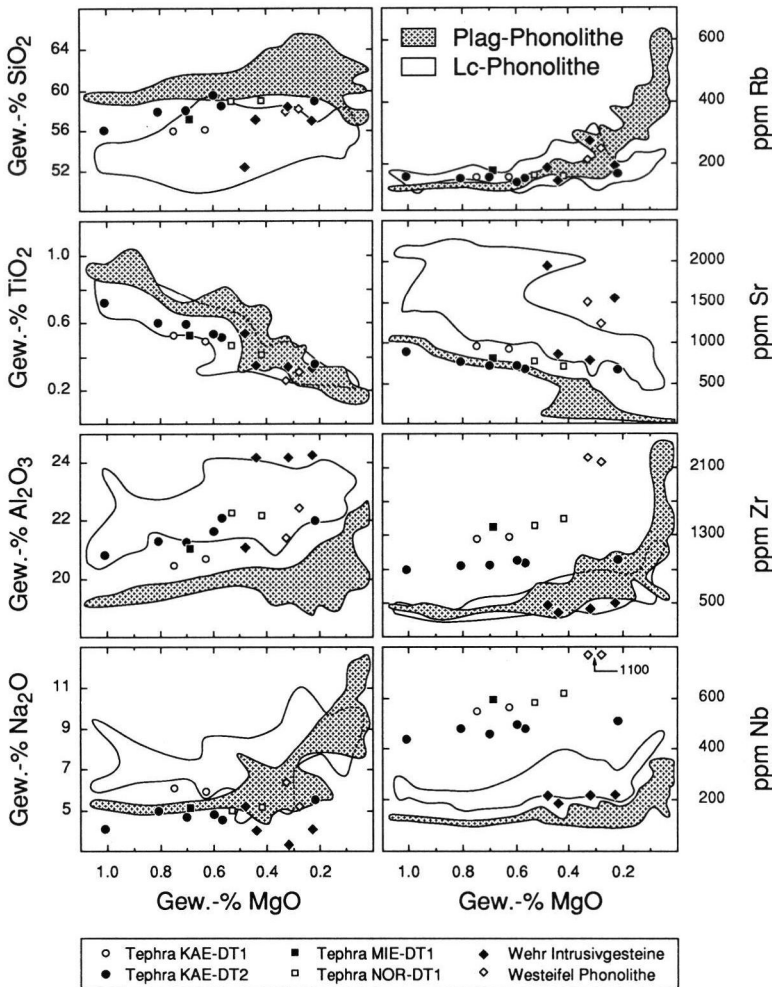 Plag-Phonolithe
Lc-Phonolithe
Gew.-% SiO2
64
60
56
52
ppm Rb
600
400
200
Gew.-% TiO2
1.0
0.6
0.2
ppm Sr
2000
1500
1000
500
Gew.-% Al2O3
24
22
20
ppm Zr
2100
1300
500
Gew.-% Na2O
11
9
7
5
1100
ppm Nb
600
400
200
1.0 0.8 0.6 0.4 0.2
1.0 0.8 0.6 0.4 0.2
Gew.-% MgO
Gew.-% MgO
Tephra KAE-DT1
Tephra MIE-DT1
Wehr Intrusivgesteine
Tephra KAE-DT2
Tephra NOR-DT1
Westeifel Phonolithe